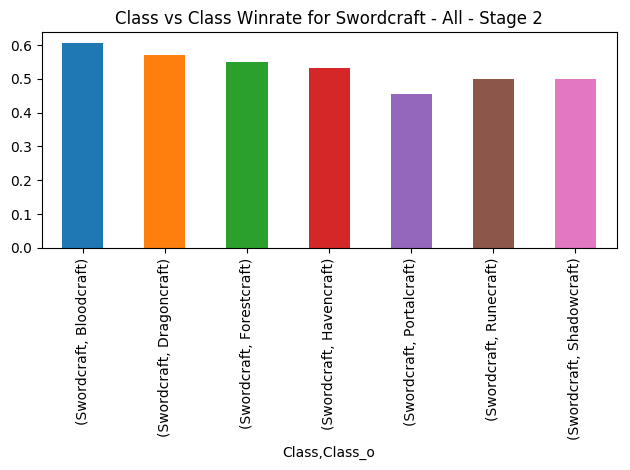 Class vs Class Winrate for Swordcraft - All - Stage 2
0.6
0.5
0.4
0.3
0.2
0.1
0.0
(Swordcraft, Bloodcraft)
(Swordcraft, Dragoncraft)
(Swordcraft, Forestcraft)
(Swordcraft, Havencraft)
(Swordcraft, Portalcraft)
(Swordcraft, Runecraft)
(Swordcraft, Shadowcraft)
Class,Class_o